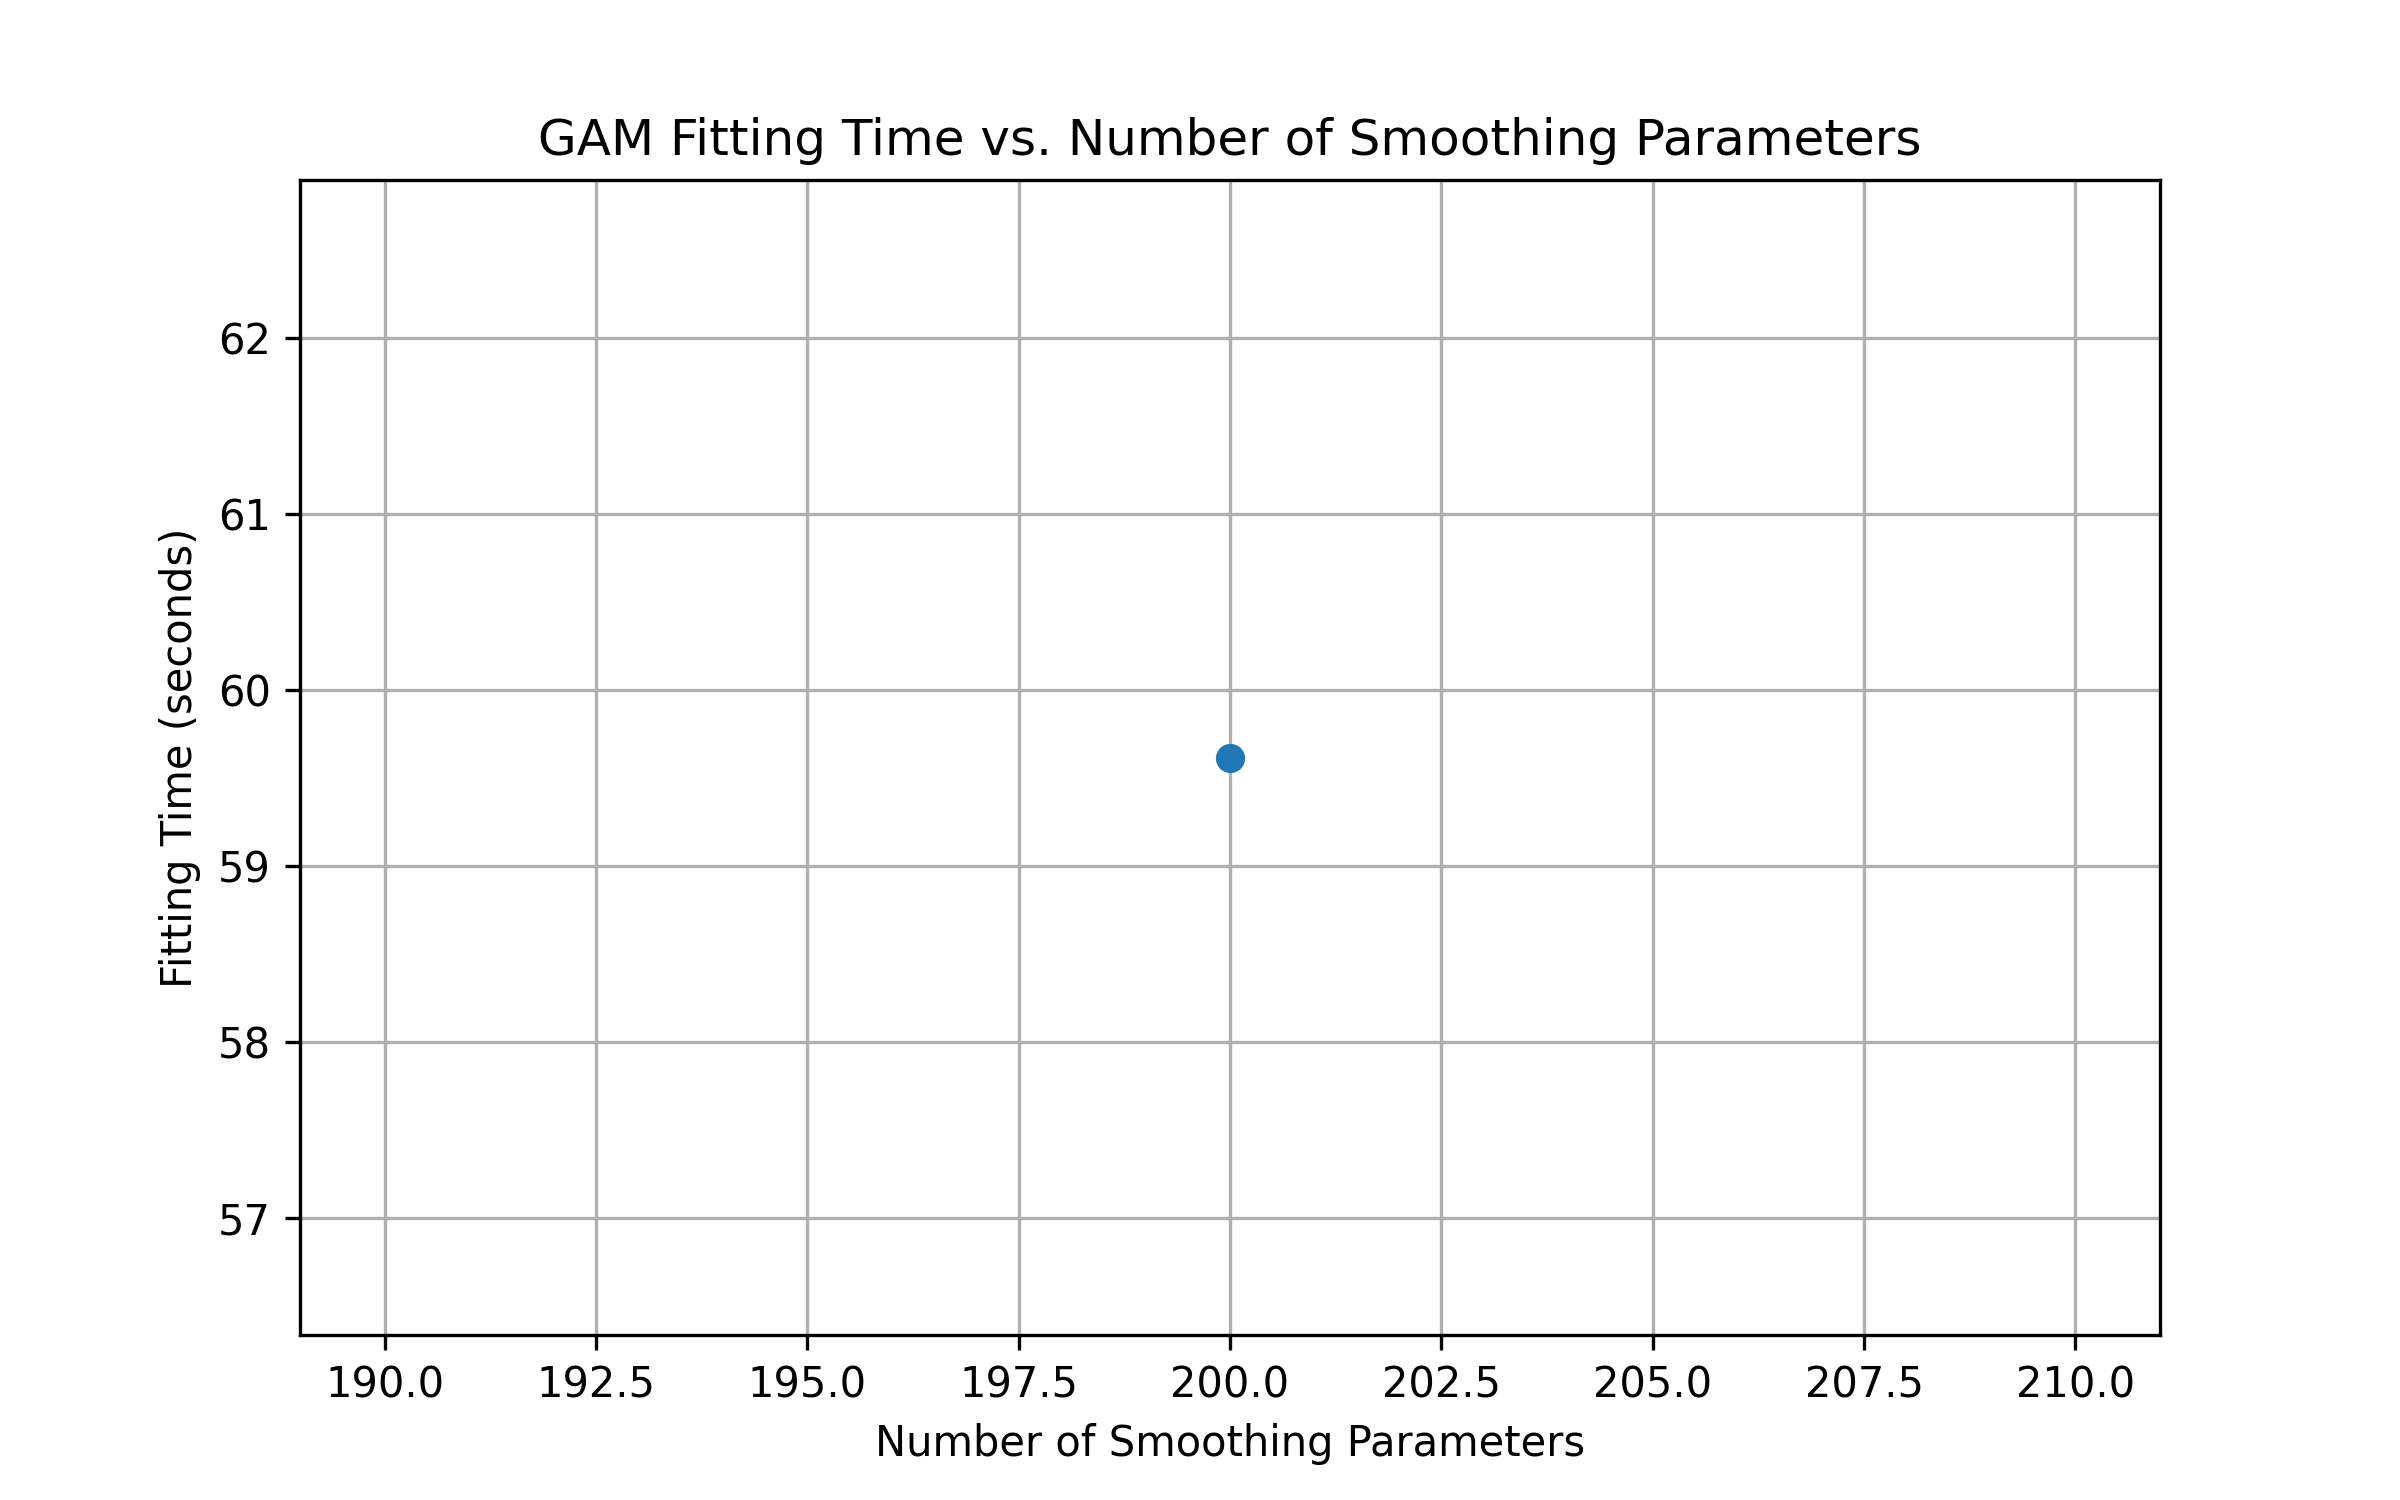 GAM Fitting Time vs. Number of Smoothing Parameters
Fitting Time (seconds)
62
61
60
59
58
57
190.0 192.5 195.0 197.5 200.0 202.5 205.0 207.5 210.0
Number of Smoothing Parameters